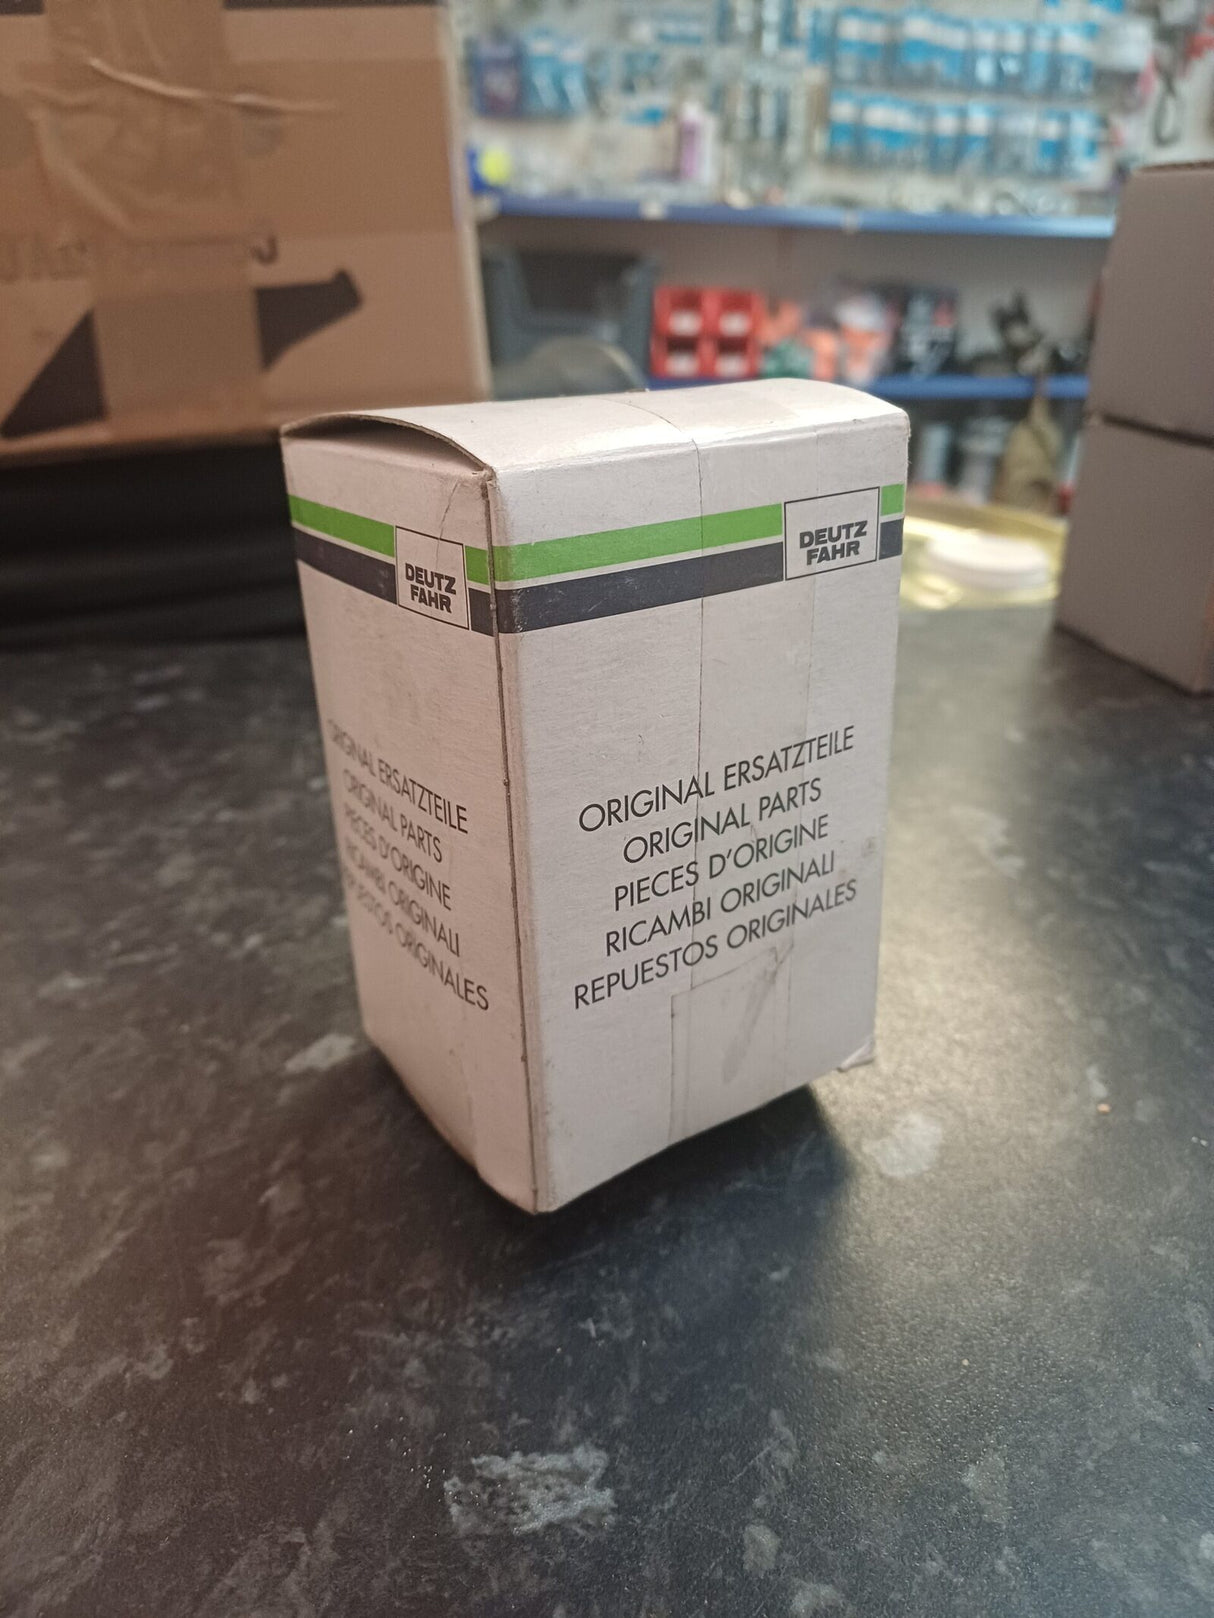 DEUTZ
FAHR
ORIGINAL ERSATZTEILE
ORIGINAL PARTS
PIECES D'ORIGINE
RICAMBI ORIGINALI
REPUESTOS ORIGINALES
DEUTZ
FAHR
ORIGINAL ERSATZTEILE
ORIGINAL PARTS
PIECES D'ORIGINE
RICAMBI ORIGINALI
REPUESTOS ORIGINALES